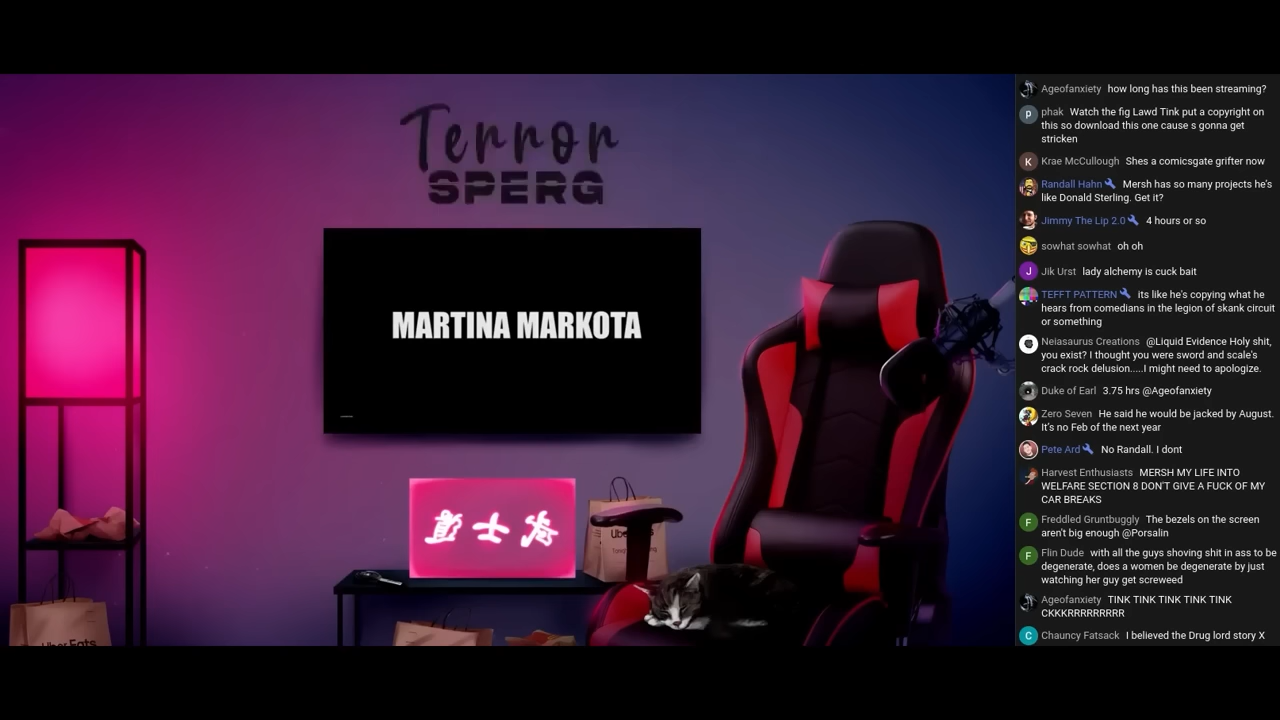 Terror
SPERG
MARTINA MARKOTA
士
Uber Eats
Ageofanxiety how long has this been streaming?
phak Watch the fig Lawd Tink put a copyright on
this so download this one cause s gonna get
stricken
Krae McCullough Shes a comicsgate grifter now
Randall Hahn Mersh has so many projects he's
like Donald Sterling. Get it?
Jimmy The Lip 2.0 4 hours or so
sowhat sowhat oh oh
Jik Urst lady alchemy is cuck bait
TEFFT PATTERN its like he's copying what he
hears from comedians in the legion of skank circuit
or something
Neiasaurus Creations @Liquid Evidence Holy shit,
you exist? I thought you were sword and scale's
crack rock delusion.....I might need to apologize.
Duke of Earl 3.75 hrs @Ageofanxiety
Zero Seven He said he would be jacked by August.
It's no Feb of the next year
Pete Ard No Randall. I dont
Harvest Enthusiasts MERSH MY LIFE INTO
WELFARE SECTION 8 DON'T GIVE A FUCK OF MY
CAR BREAKS
Freddled Gruntbuggly The bezels on the screen
aren't big enough @Porsalin
Flin Dude with all the guys shoving shit in ass to be
degenerate, does a women be degenerate by just
watching her guy get screweed
Ageofanxiety TINK TINK TINK TINK TINK
CKKKRRRRRRRRR
Chauncy Fatsack I believed the Drug lord story X